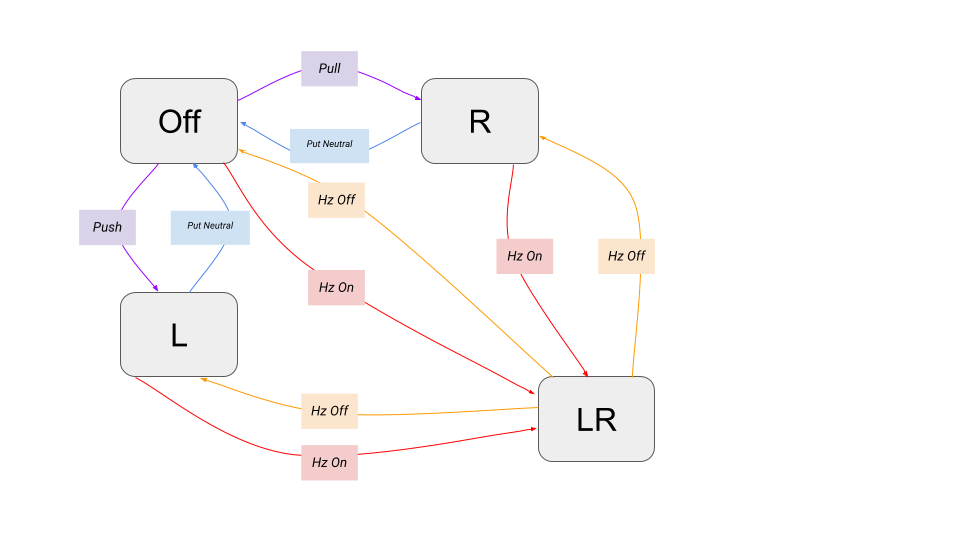 Pull
Off
R
Put Neutral
Hz Off
Push
Put Neutral
Hz On
Hz Off
Hz On
L
Hz Off
LR
Hz On